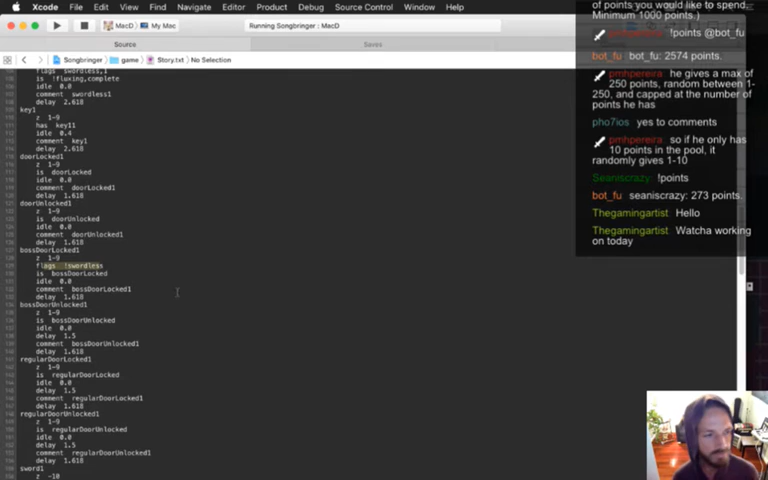 Xcode File Edit View Find Navigate Editor Product Debug Source Control Window Help
MacD My Mac Running Songbringer : MacD
Source Saves
Songbringer game Story.txt No Selection
flags swordless,1
is !fluxing,complete
idle 0.0
comment swordless1
delay 2.618
key1
z 1-9
has key11
idle 0.4
comment key1
delay 2.618
doorLocked1
z 1-9
is doorLocked
idle 0.0
comment doorLocked1
delay 1.618
doorUnlocked1
z 1-9
is doorUnlocked
idle 0.0
comment doorUnlocked1
delay 1.618
bossDoorLocked1
z 1-9
flags !swordless
is bossDoorLocked
idle 0.0
comment bossDoorLocked1
delay 1.618
bossDoorUnlocked1
z 1-9
is bossDoorUnlocked
idle 0.0
delay 1.5
comment bossDoorUnlocked1
delay 1.618
regularDoorLocked1
z 1-9
is regularDoorLocked
idle 0.0
delay 1.5
comment regularDoorLocked1
delay 1.618
regularDoorUnlocked1
z 1-9
is regularDoorUnlocked
idle 0.0
delay 1.5
comment regularDoorUnlocked1
delay 1.618
sword1
z -10
of points you would like to spend.
Minimum 1000 points.)
pmhpereira !points @bot_fu
bot_fu bot_fu: 2574 points.
pmhpereira he gives a max of
250 points, random between 1-
250, and capped at the number of
points he has
pho7ios yes to comments
pmhpereira so if he only has
10 points in the pool, it
randomly gives 1-10
Seaniscrazy: !points
bot_fu seaniscrazy: 273 points.
Thegamingartist Hello
Thegamingartist Watcha working
on today